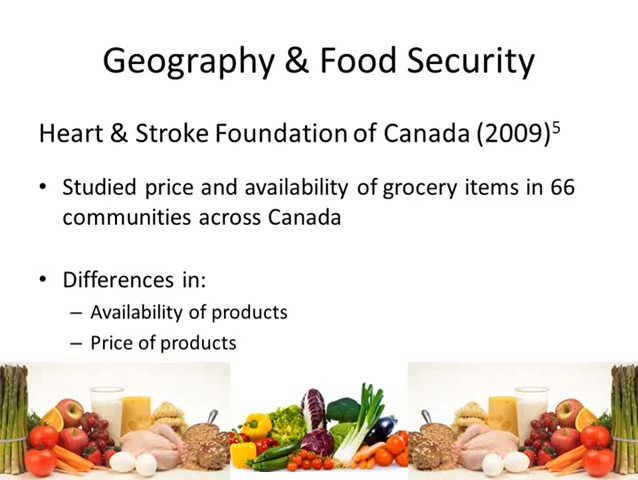 Geography & Food Security
Heart & Stroke Foundation of Canada (2009)⁵
• Studied price and availability of grocery items in 66
communities across Canada
• Differences in:
– Availability of products
– Price of products